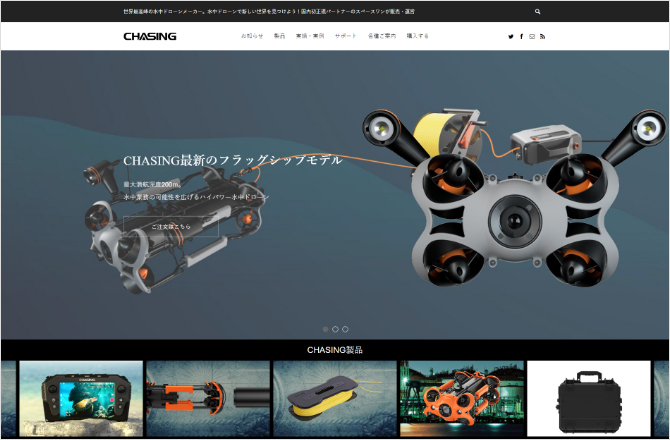 世界最高峰の水中ドローンメーカー。水中ドローンで新しい世界を見つけよう！国内初正規パートナーのスペースワンが販売・運営
CHASING
お知らせ 製品 実績・実例 サポート 各種ご案内 購入する
CHASING最新のフラッグシップモデル
最大潜航深度200m。
水中業務の可能性を広げるハイパワー水中ドローン
ご注文はこちら
CHASING製品
CHASING